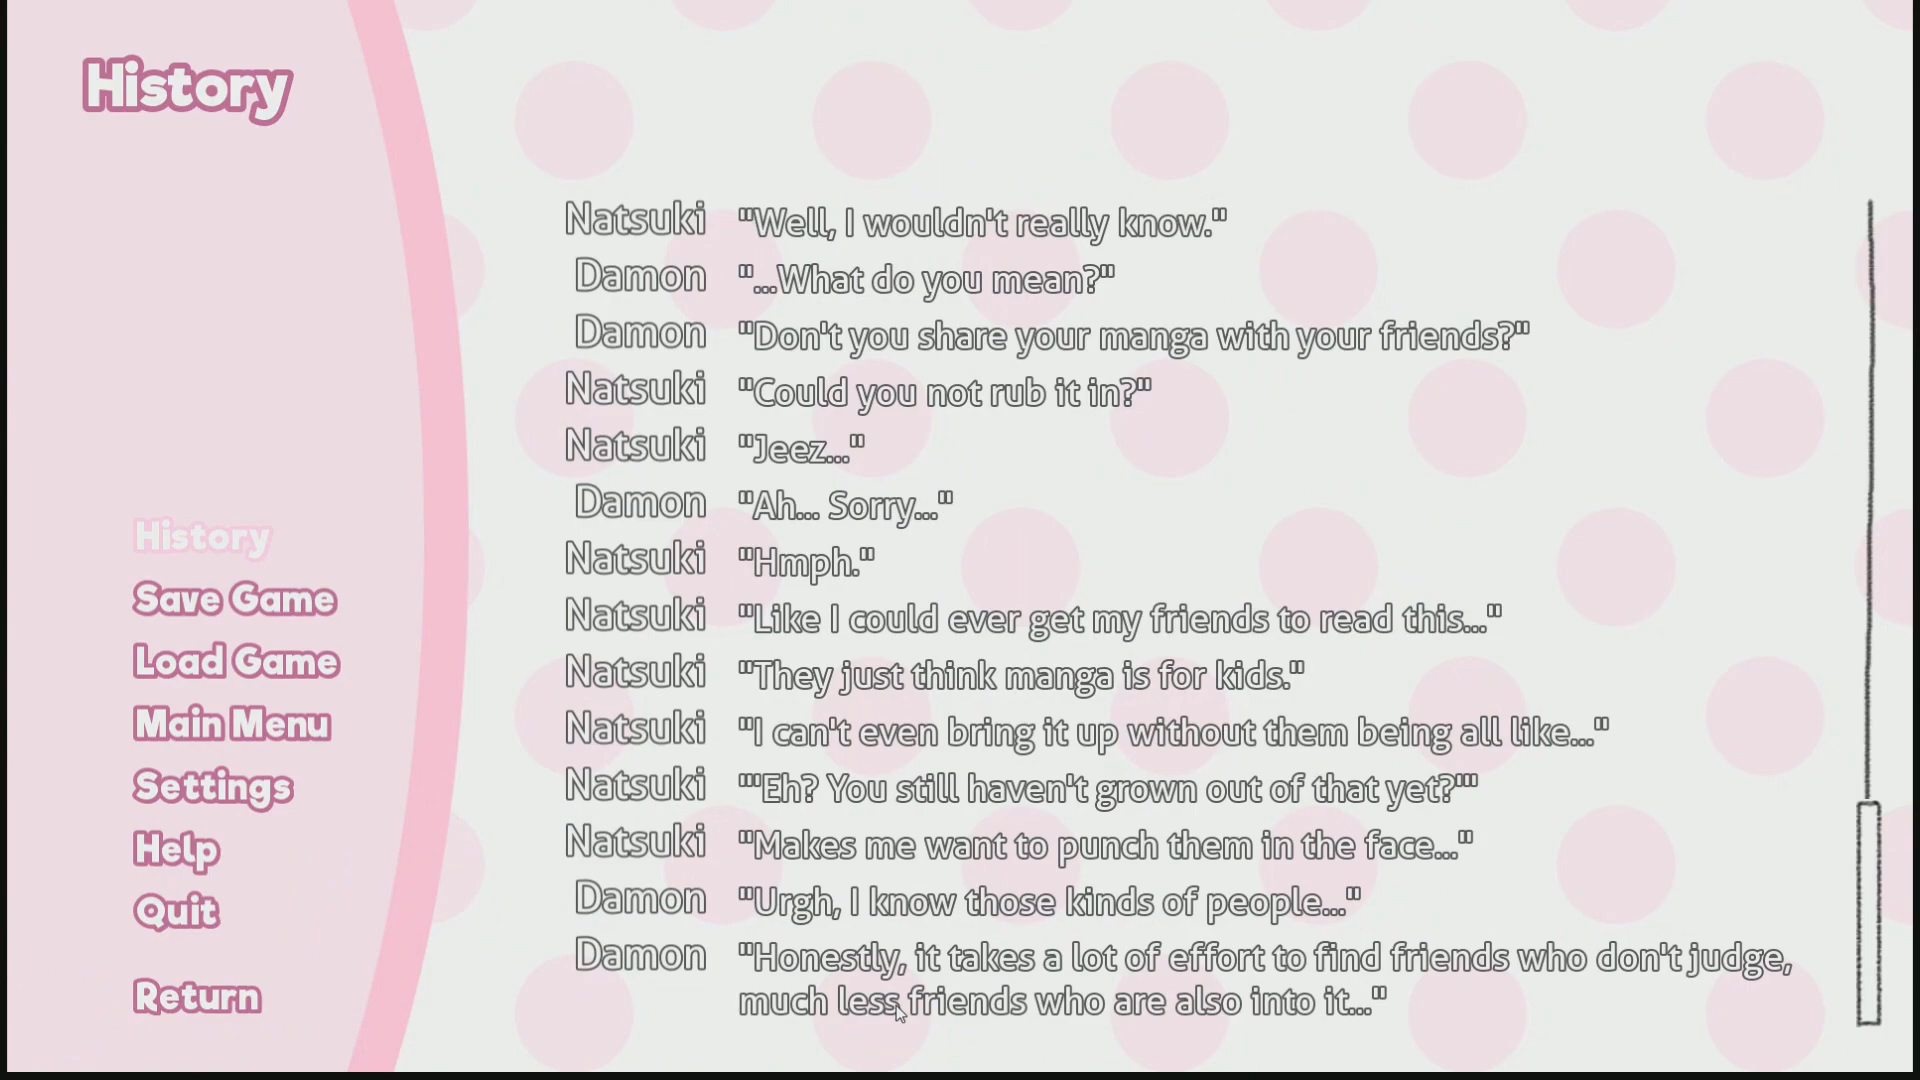 History
Natsuki "Well, I wouldn't really know."
Damon "...What do you mean?"
Damon "Don't you share your manga with your friends?"
Natsuki "Could you not rub it in?"
Natsuki "Jeez..."
Damon "Ah... Sorry..."
Natsuki "Hmph."
Natsuki "Like I could ever get my friends to read this..."
Natsuki "They just think manga is for kids."
Natsuki "I can't even bring it up without them being all like..."
Natsuki "'Eh? You still haven't grown out of that yet?'"
Natsuki "Makes me want to punch them in the face..."
Damon "Urgh, I know those kinds of people..."
Damon "Honestly, it takes a lot of effort to find friends who don't judge,
much less friends who are also into it..."
History
Save Game
Load Game
Main Menu
Settings
Help
Quit
Return